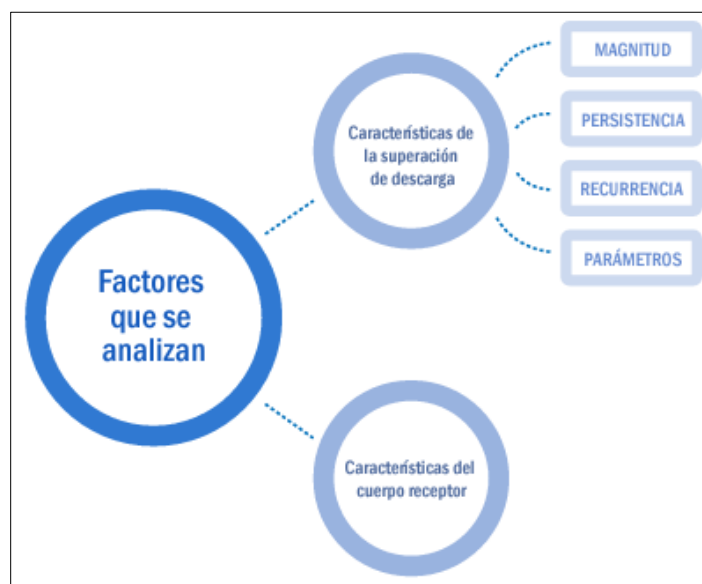 Factores
que se
analizan
Características de
la superación
de descarga
MAGNITUD
PERSISTENCIA
RECURRENCIA
PARÁMETROS
Características del
cuerpo receptor